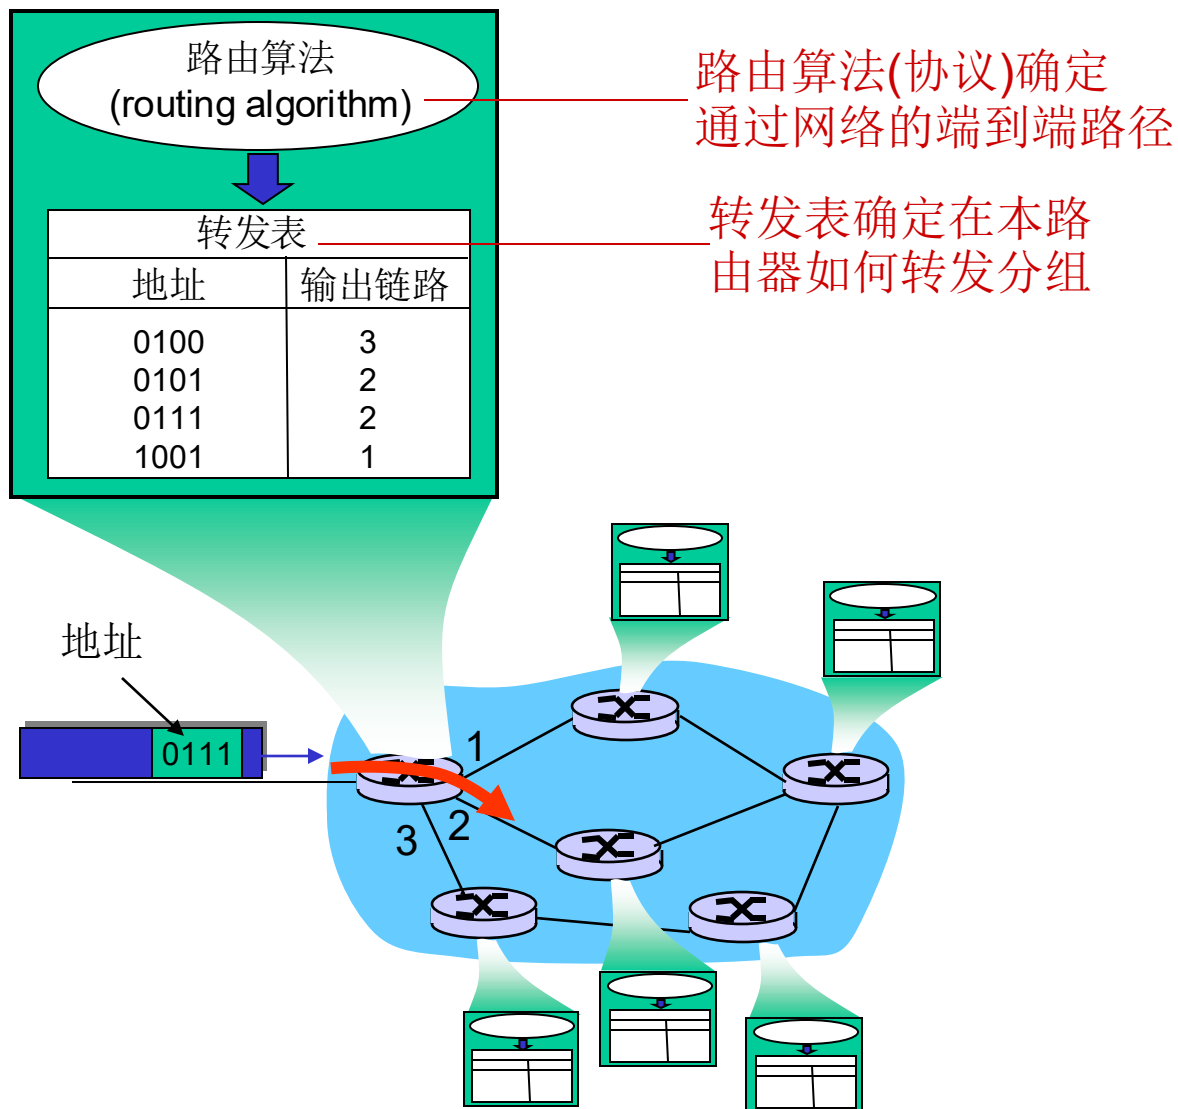 路由算法
(routing algorithm)
路由算法(协议)确定
通过网络的端到端路径
转发表
转发表确定在本路
由器如何转发分组
地址 输出链路
0100 3
0101 2
0111 2
1001 1
地址
0111
1
2
3